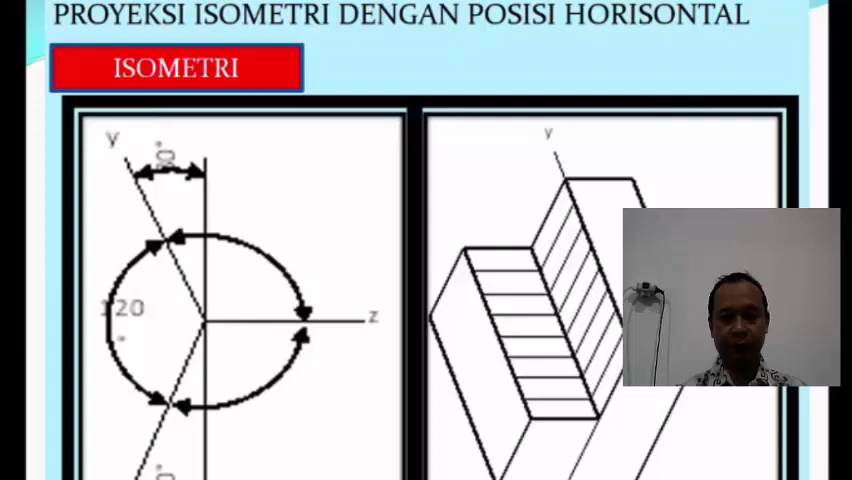 PROYEKSI ISOMETRI DENGAN POSISI HORISONTAL
ISOMETRI
y
y
120
z